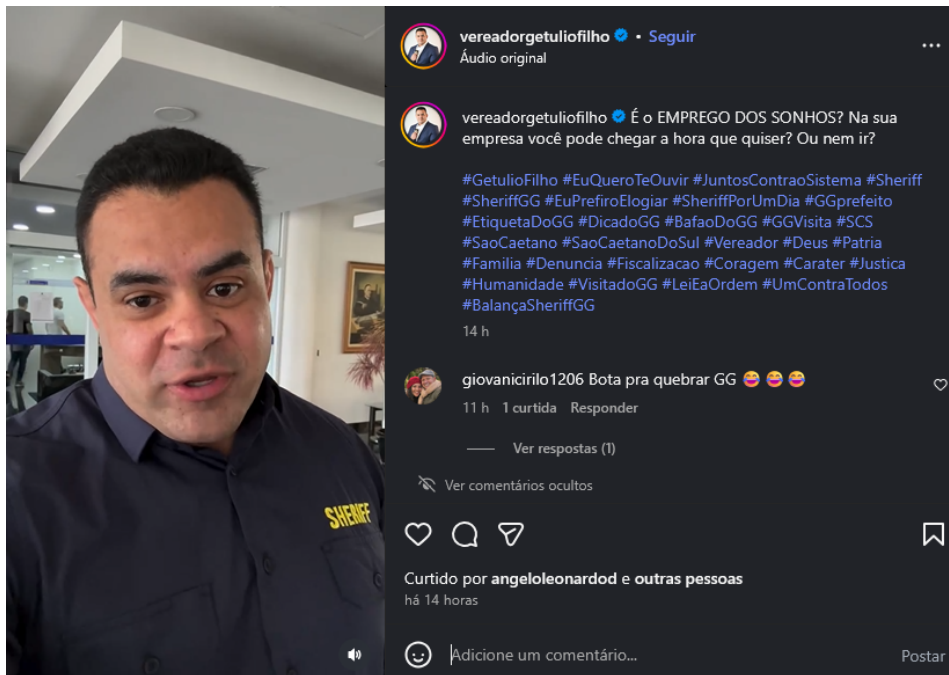 vereadorgetuliofilho • Seguir
Áudio original
vereadorgetuliofilho É o EMPREGO DOS SONHOS? Na sua
empresa você pode chegar a hora que quiser? Ou nem ir?
#GetulioFilho #EuQueroTeOuvir #JuntosContraoSistema #Sheriff
#SheriffGG #EuPrefiroElogiar #SheriffPorUmDia #GGprefeito
#EtiquetaDoGG #DicadoGG #BafaoDoGG #GGVisita #SCS
#SaoCaetano #SaoCaetanoDoSul #Vereador #Deus #Patria
#Familia #Denuncia #Fiscalizacao #Coragem #Carater #Justica
#Humanidade #VisitadoGG #LeiEaOrdem #UmContraTodos
#BalançaSheriffGG
14 h
giovanicirilo1206 Bota pra quebrar GG 😂 😂 😂
11 h 1 curtida Responder
Ver respostas (1)
Ver comentários ocultos
SHERIFF
Curtido por angeloleonardod e outras pessoas
há 14 horas
Adicione um comentário...
Postar